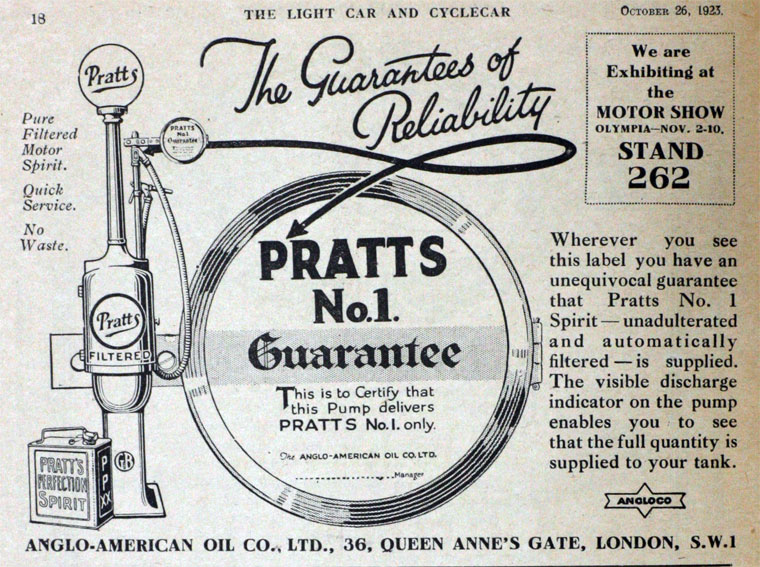 18
THE LIGHT CAR AND CYCLECAR
OCTOBER 26, 1923.
The Guarantees of
Reliability
We are
Exhibiting at
the
MOTOR SHOW
OLYMPIA—NOV. 2-10.
STAND
262
Pratts
Pure
Filtered
Motor
Spirit.
Quick
Service.
No
Waste.
PRATTS
No.1
Guarantee
PRATTS
No.1.
Guarantee
This is to Certify that
this Pump delivers
PRATTS No.1. only.
The ANGLO-AMERICAN OIL CO. LTD.
Manager
Pratts
FILTERED
PRATT'S
PERFECTION
SPIRIT
Wherever you see
this label you have an
unequivocal guarantee
that Pratts No. 1
Spirit — unadulterated
and automatically
filtered — is supplied.
The visible discharge
indicator on the pump
enables you to see
that the full quantity is
supplied to your tank.
ANGLOCO
ANGLO-AMERICAN OIL CO., LTD., 36, QUEEN ANNE'S GATE, LONDON, S.W.1